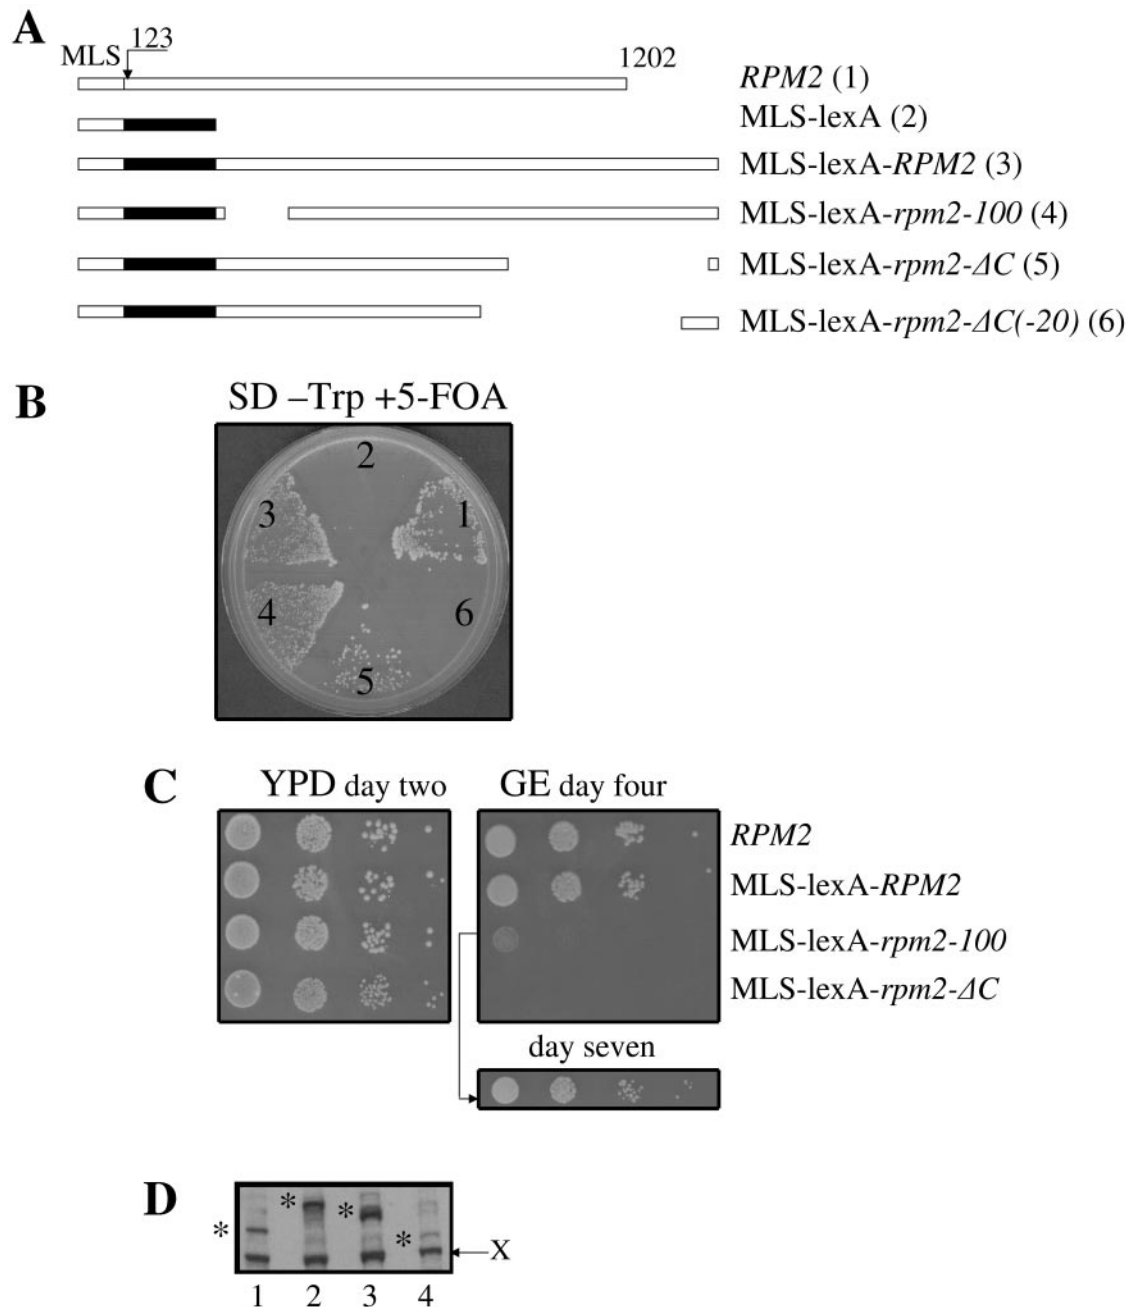 A
MLS 123 1202
RPM2 (1)
MLS-lexA (2)
MLS-lexA-RPM2 (3)
MLS-lexA-rpm2-100 (4)
MLS-lexA-rpm2-ΔC (5)
MLS-lexA-rpm2-ΔC(-20) (6)
B
SD –Trp +5-FOA
2
3 1
4 6
5
C
YPD day two GE day four
RPM2
MLS-lexA-RPM2
MLS-lexA-rpm2-100
MLS-lexA-rpm2-ΔC
day seven
D
* * * *
X
1 2 3 4